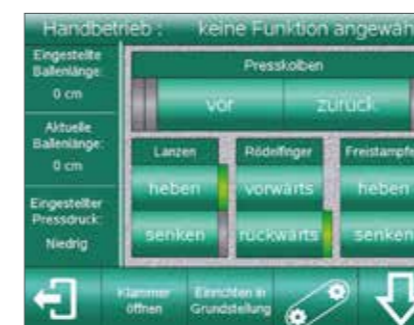 Handbetrieb : keine Funktion angewäh
Eingestellte
Ballenlänge:
0 cm
Aktuelle
Ballenlänge:
0 cm
Eingestellter
Pressdruck:
Niedrig
Presskolben
vor zurück
Lanzen Rödelfinger Freistampfe
heben vorwärts heben
senken rückwärts senken
Klammer
öffnen
Einrichten in
Grundstellung